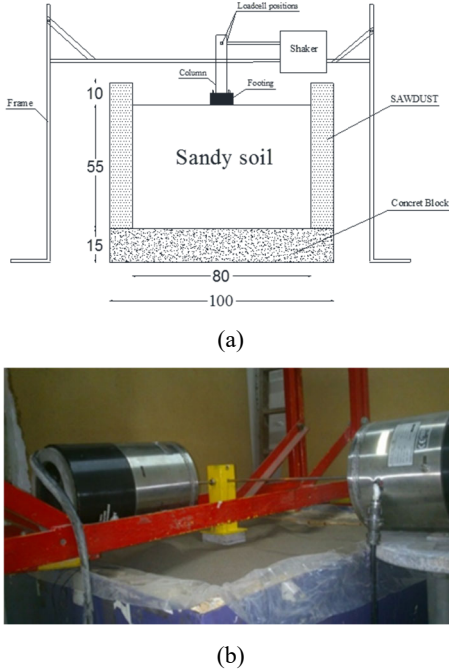 Loadcell positions
Shaker
Column
Footing
10
Frame
SAWDUST
55
Sandy soil
Concret Block
15
80
100
(a)
(b)